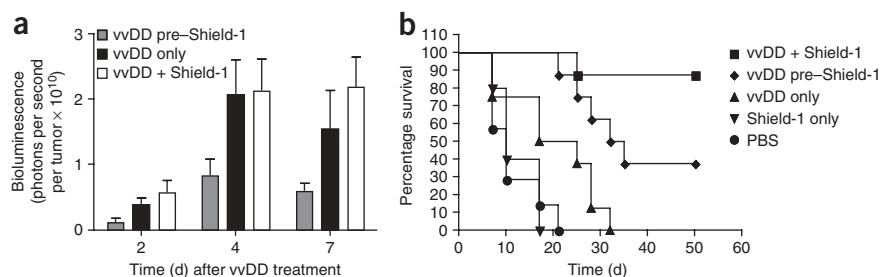 a
vvDD pre–Shield-1
vvDD only
vvDD + Shield-1
Bioluminescence
(photons per second
per tumor × 10¹⁰)
3
2
1
0
2
4
7
Time (d) after vvDD treatment
b
Percentage survival
110
100
90
80
70
60
50
40
30
20
10
0
0
10
20
30
40
50
60
Time (d)
vvDD + Shield-1
vvDD pre–Shield-1
vvDD only
Shield-1 only
PBS